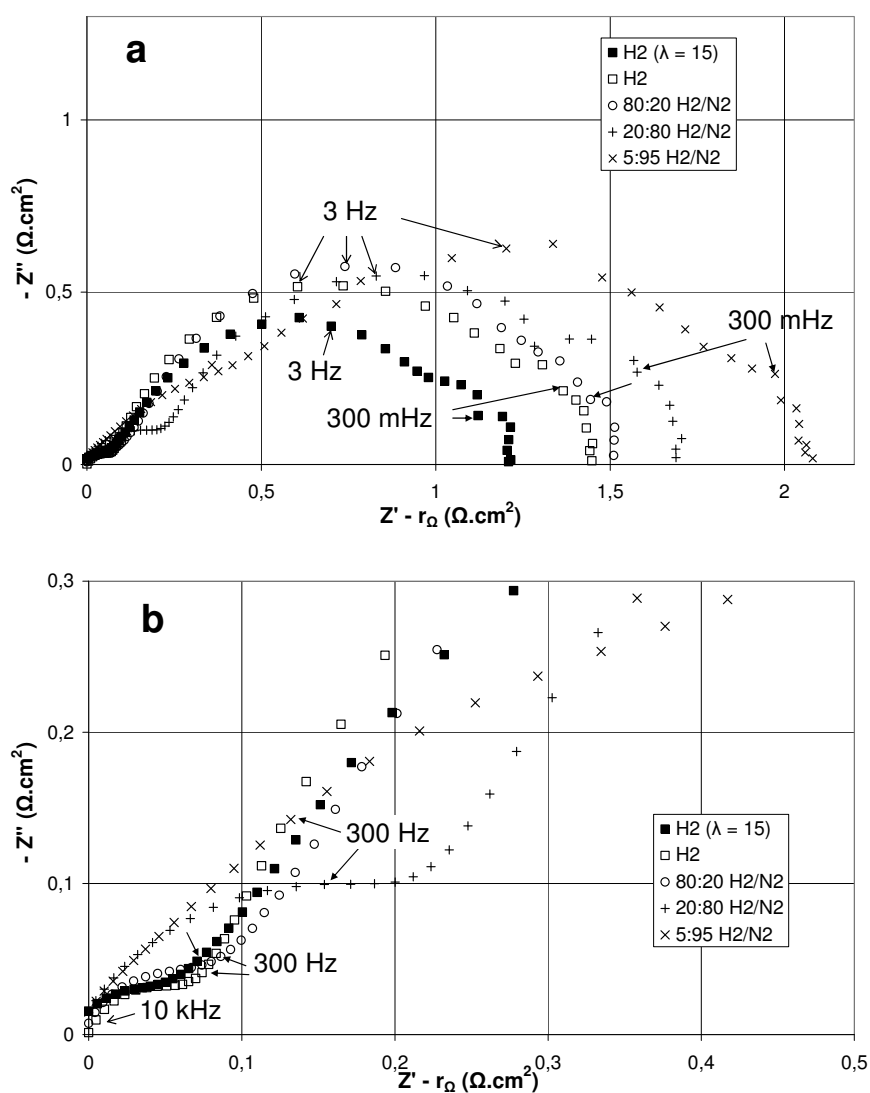 a
H2 (λ = 15)
H2
80:20 H2/N2
20:80 H2/N2
5:95 H2/N2
1
- Z'' (Ω.cm²)
3 Hz
0,5
300 mHz
3 Hz
300 mHz
0
0 0,5 1 1,5 2
Z' - rΩ (Ω.cm²)
0,3
b
0,2
- Z'' (Ω.cm²)
300 Hz
H2 (λ = 15)
H2
80:20 H2/N2
20:80 H2/N2
5:95 H2/N2
0,1
300 Hz
10 kHz
0
0 0,1 0,2 0,3 0,4 0,5
Z' - rΩ (Ω.cm²)